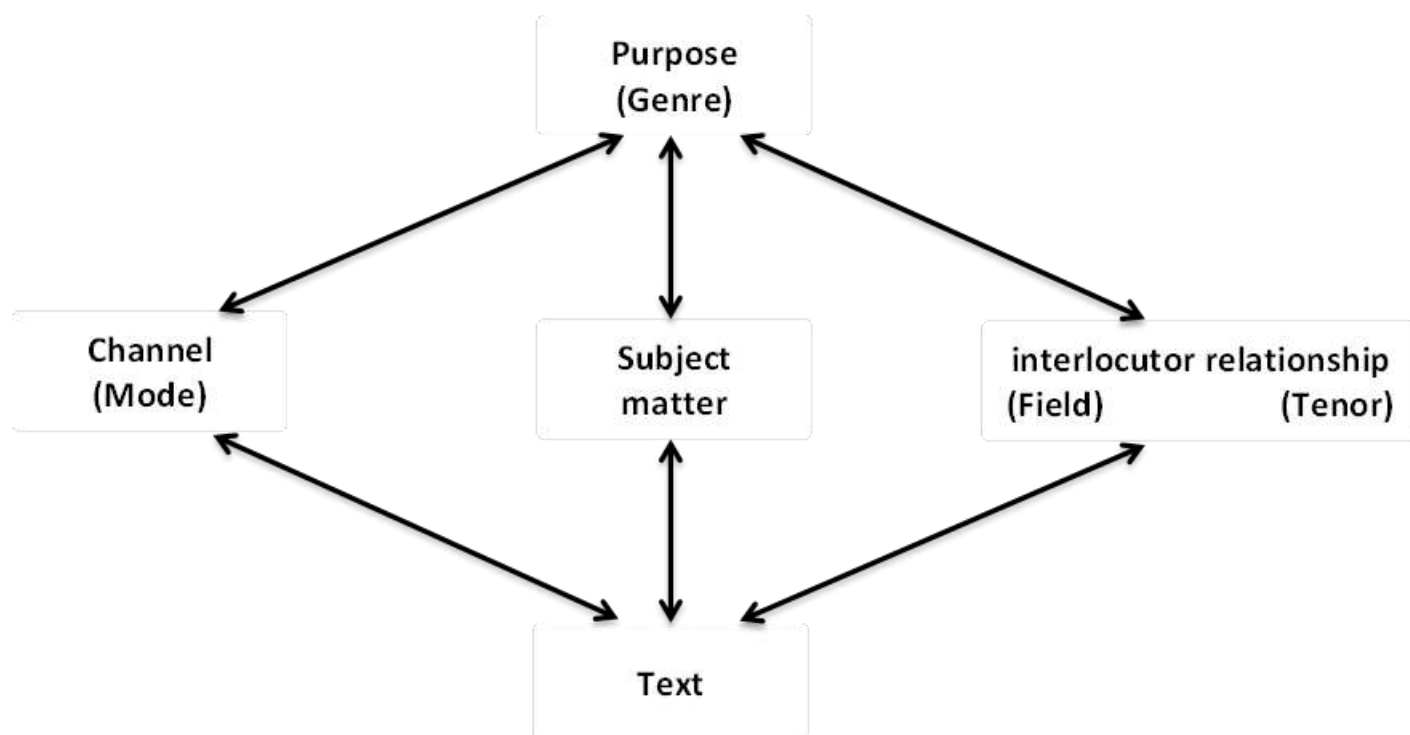 Purpose
(Genre)
Channel
(Mode)
Subject
matter
interlocutor relationship
(Field) (Tenor)
Text